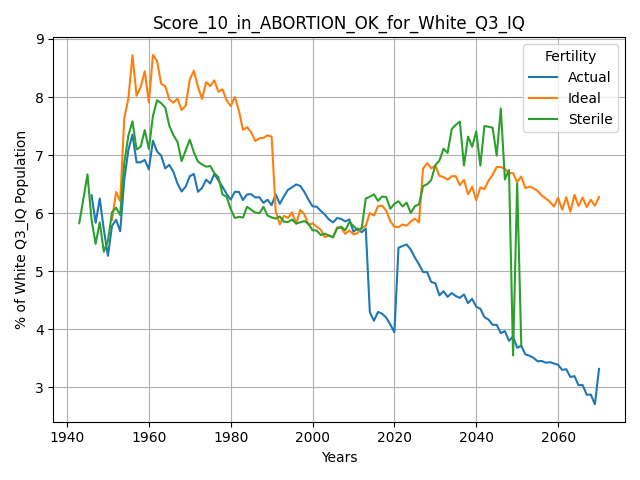 Score_10_in_ABORTION_OK_for_White_Q3_IQ
% of White Q3_IQ Population
9
8
7
6
5
4
3
Fertility
Actual
Ideal
Sterile
1940 1960 1980 2000 2020 2040 2060
Years